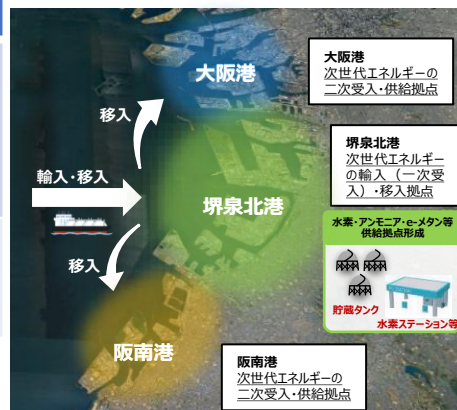 大阪港
大阪港
次世代エネルギーの
二次受入・供給拠点
移入
輸入・移入
堺泉北港
堺泉北港
次世代エネルギー
の輸入（一次受
入）・移入拠点
水素・アンモニア・e-メタン等
供給拠点形成
貯蔵タンク
水素ステーション等
移入
阪南港
阪南港
次世代エネルギーの
二次受入・供給拠点